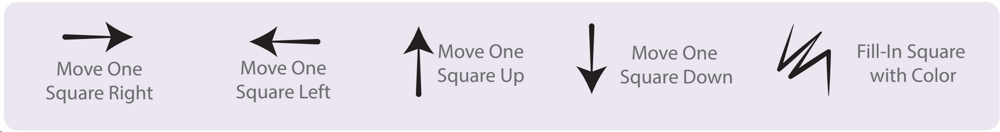 Move One
Square Right
Move One
Square Left
Move One
Square Up
Move One
Square Down
Fill-In Square
with Color